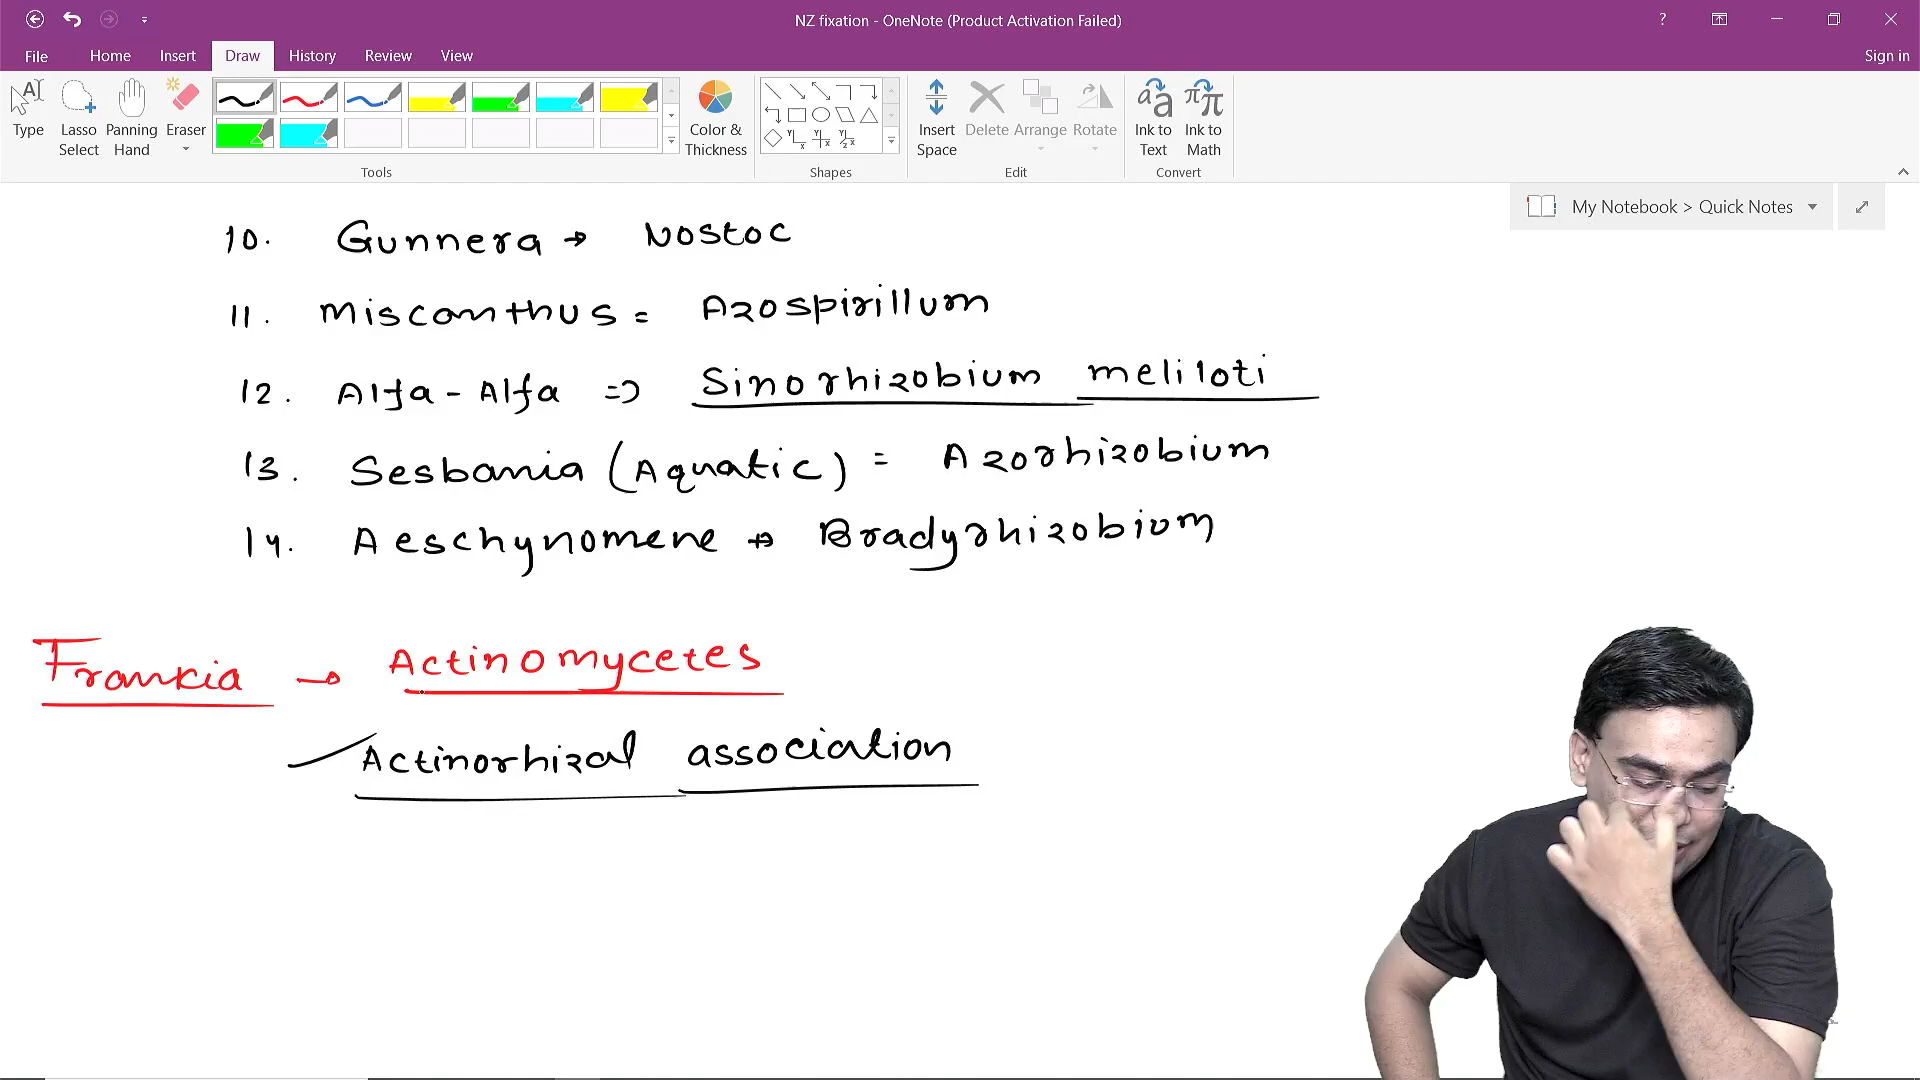 NZ fixation - OneNote (Product Activation Failed)
File Home Insert Draw History Review View Sign in
Type Lasso Select Panning Hand Eraser Color & Thickness Insert Space Delete Arrange Rotate Ink to Text Ink to Math
Tools Shapes Edit Convert
My Notebook > Quick Notes
10. Gunnera → Nostoc
11. Miscanthus = Azospirillum
12. Alfa - Alfa ⇒ Sinorhizobium meliloti
13. Sesbania (Aquatic) = Azorhizobium
14. Aeschynomene → Bradyrhizobium
Frankia → Actinomycetes
Actinorhizal association